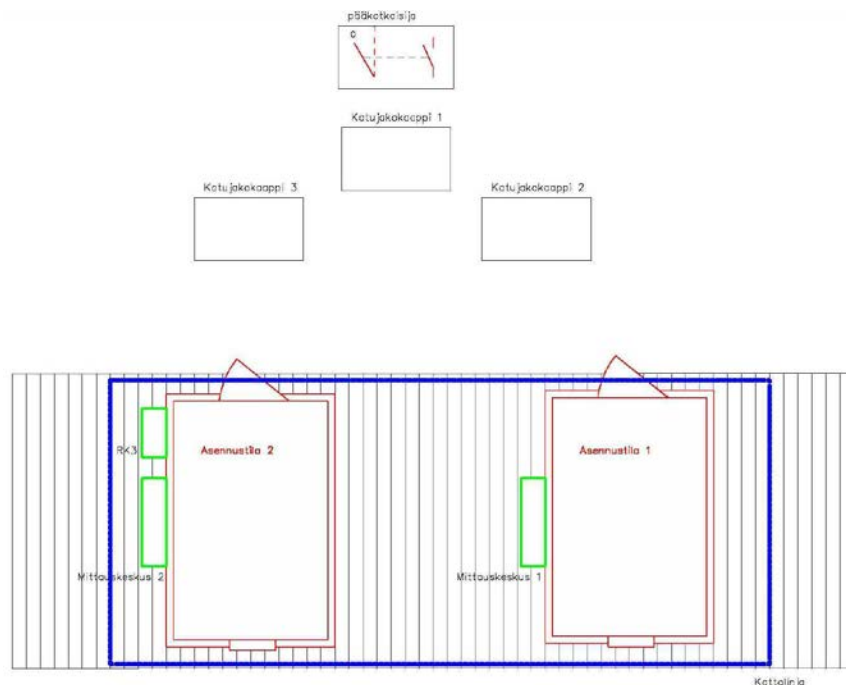 pääkatkaisija
0
Katujakokaappi 1
Katujakokaappi 3
Katujakokaappi 2
Asennustila 2
Asennustila 1
RK3
Mittauskeskus 2
Mittauskeskus 1
Kattolinja